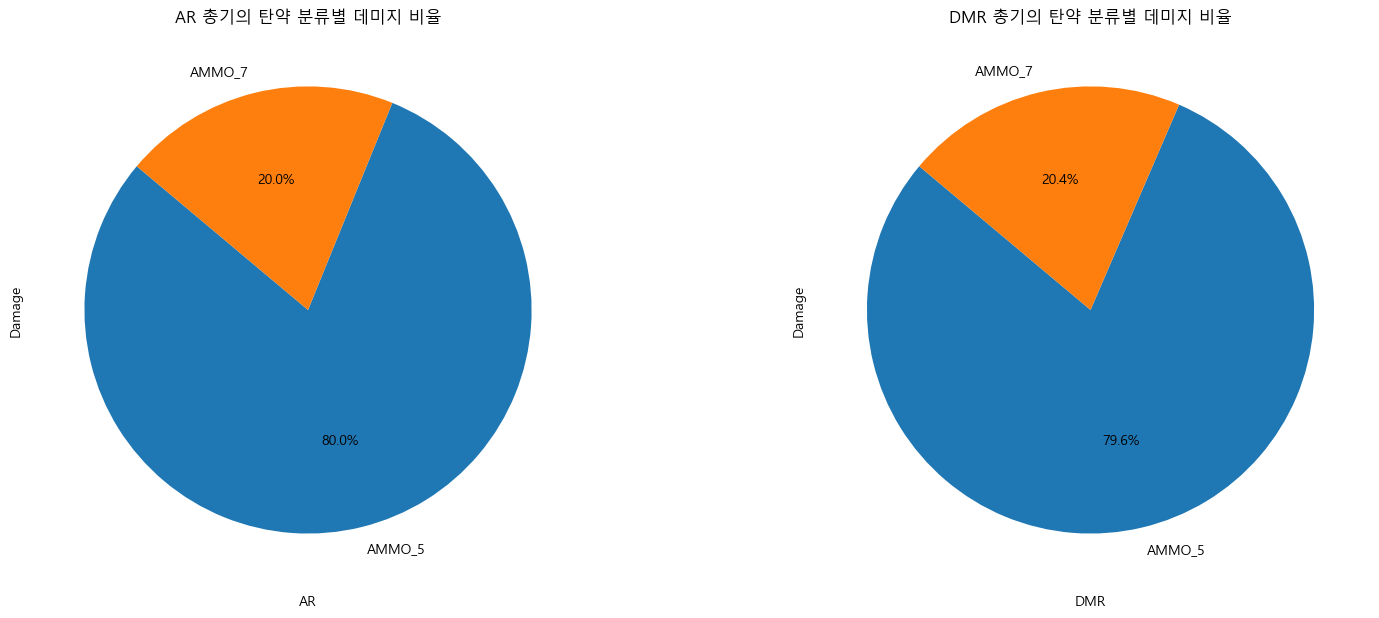 AR 총기의 탄약 분류별 데미지 비율
AMMO_7
20.0%
Damage
80.0%
AMMO_5
AR
DMR 총기의 탄약 분류별 데미지 비율
AMMO_7
20.4%
Damage
79.6%
AMMO_5
DMR